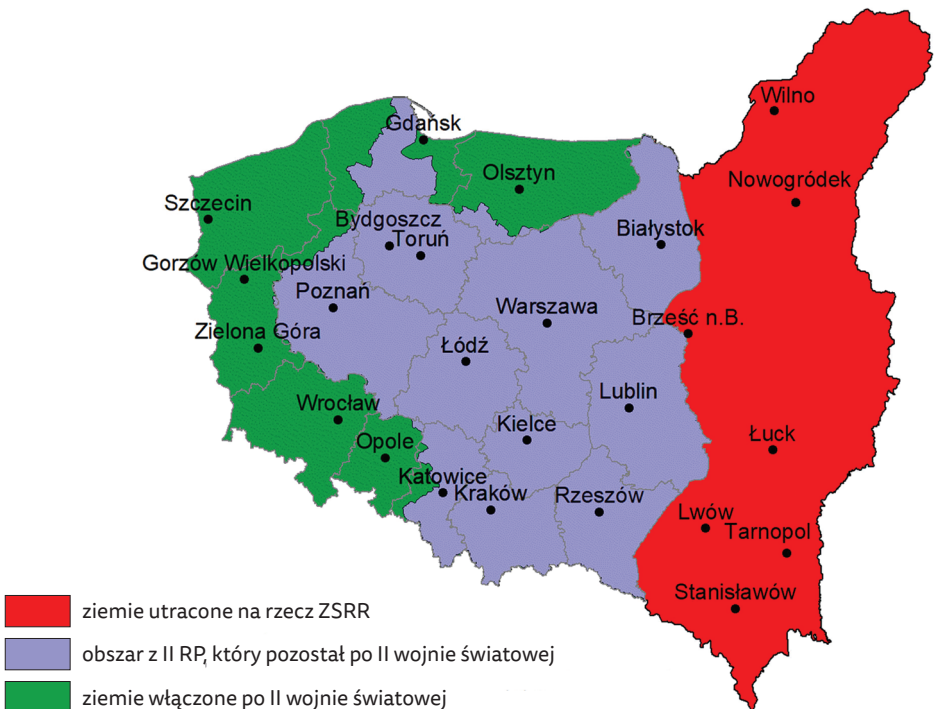 Wilno
Gdańsk
Olsztyn
Nowogródek
Szczecin
Bydgoszcz
Toruń
Białystok
Gorzów Wielkopolski
Poznań
Warszawa
Brześć n.B.
Zielona Góra
Łódź
Lublin
Wrocław
Kielce
Opole
Łuck
Katowice
Kraków
Rzeszów
Lwów
Tarnopol
Stanisławów
ziemie utracone na rzecz ZSRR
obszar z II RP, który pozostał po II wojnie światowej
ziemie włączone po II wojnie światowej